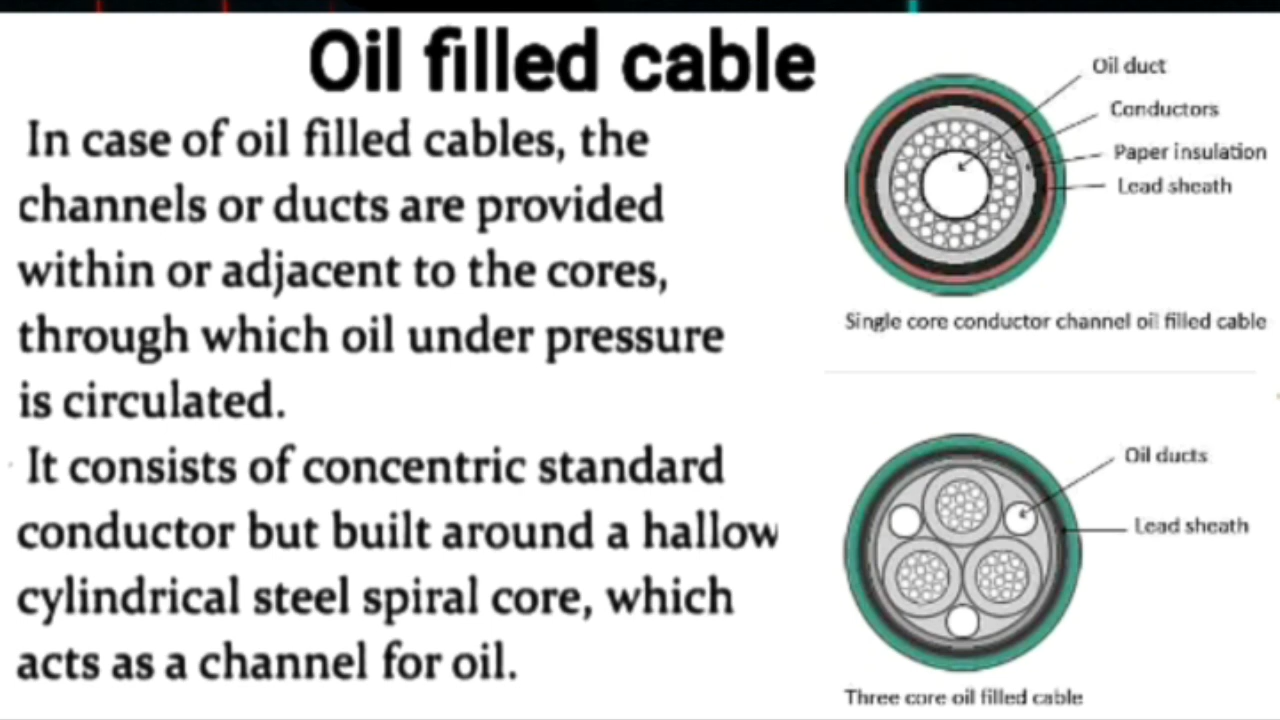 Oil filled cable
In case of oil filled cables, the
channels or ducts are provided
within or adjacent to the cores,
through which oil under pressure
is circulated.
It consists of concentric standard
conductor but built around a hallow
cylindrical steel spiral core, which
acts as a channel for oil.
Oil duct
Conductors
Paper insulation
Lead sheath
Single core conductor channel oil filled cable
Oil ducts
Lead sheath
Three core oil filled cable